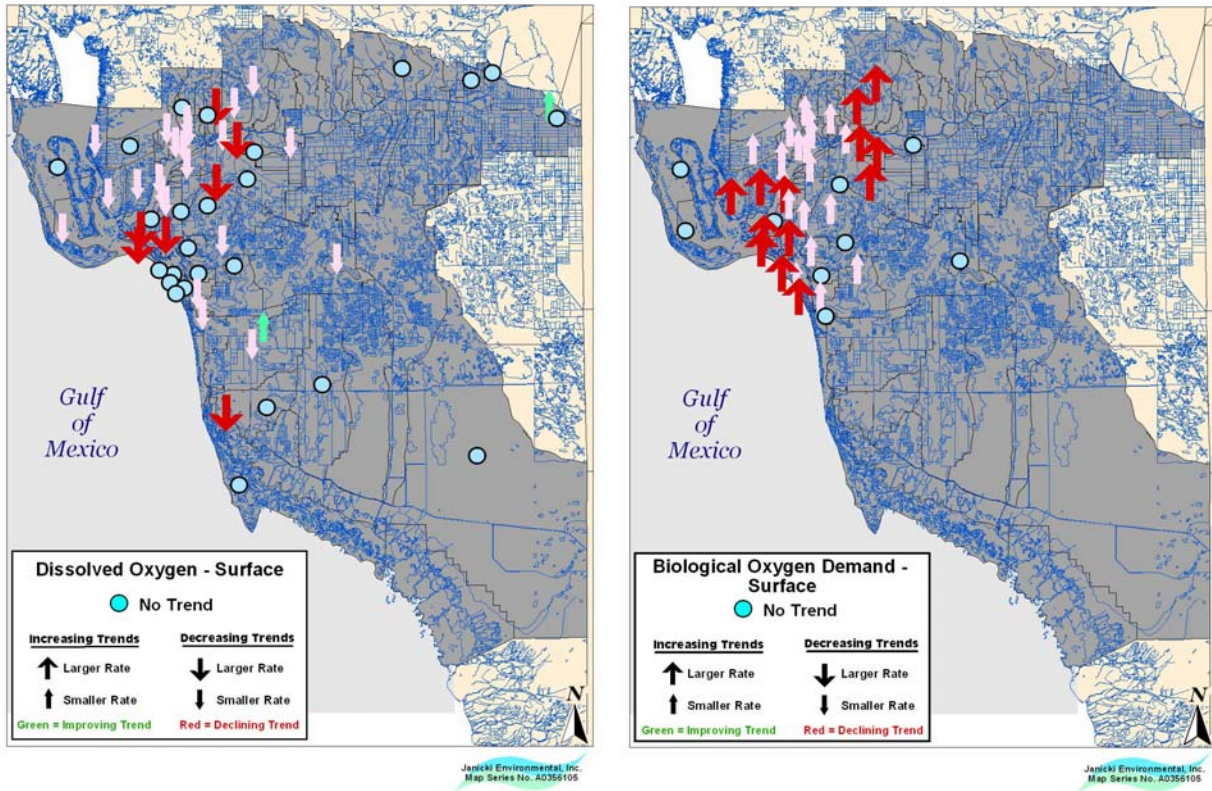 Gulf
of
Mexico
Dissolved Oxygen - Surface
No Trend
Increasing Trends
Decreasing Trends
Larger Rate
Larger Rate
Smaller Rate
Smaller Rate
Green = Improving Trend
Red = Declining Trend
N
Janicki Environmental, Inc.
Map Series No. A0356105
Gulf
of
Mexico
Biological Oxygen Demand -
Surface
No Trend
Increasing Trends
Decreasing Trends
Larger Rate
Larger Rate
Smaller Rate
Smaller Rate
Green = Improving Trend
Red = Declining Trend
N
Janicki Environmental, Inc.
Map Series No. A0356105